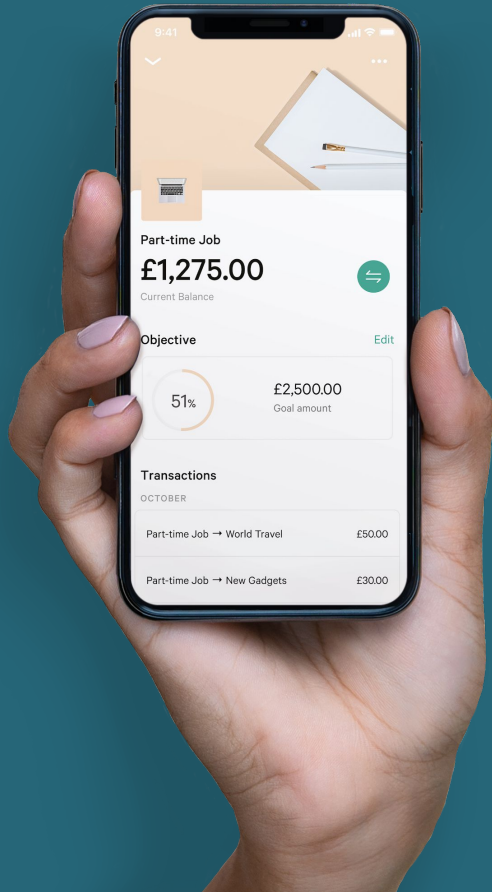 9:41
Part-time Job
£1,275.00
Current Balance
Objective
Edit
51%
£2,500.00
Goal amount
Transactions
OCTOBER
Part-time Job → World Travel £50.00
Part-time Job → New Gadgets £30.00